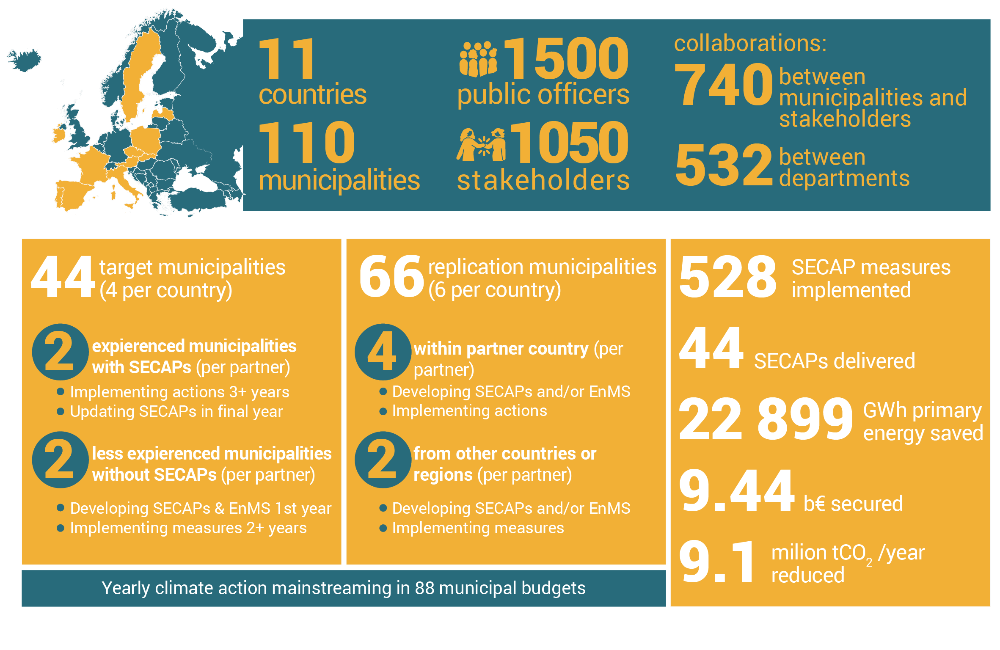 11
countries
110
municipalities
1500
public officers
1050
stakeholders
collaborations:
740 between
municipalities and
stakeholders
532 between
departments
44 target municipalities
(4 per country)
2 expierenced municipalities
with SECAPs (per partner)
Implementing actions 3+ years
Updating SECAPs in final year
2 less expierenced municipalities
without SECAPs (per partner)
Developing SECAPs & EnMS 1st year
Implementing measures 2+ years
66 replication municipalities
(6 per country)
4 within partner country (per
partner)
Developing SECAPs and/or EnMS
Implementing actions
2 from other countries or
regions (per partner)
Developing SECAPs and/or EnMS
Implementing measures
528 SECAP measures
implemented
44 SECAPs delivered
22 899 GWh primary
energy saved
9.44 b€ secured
9.1 milion tCO₂ /year
reduced
Yearly climate action mainstreaming in 88 municipal budgets